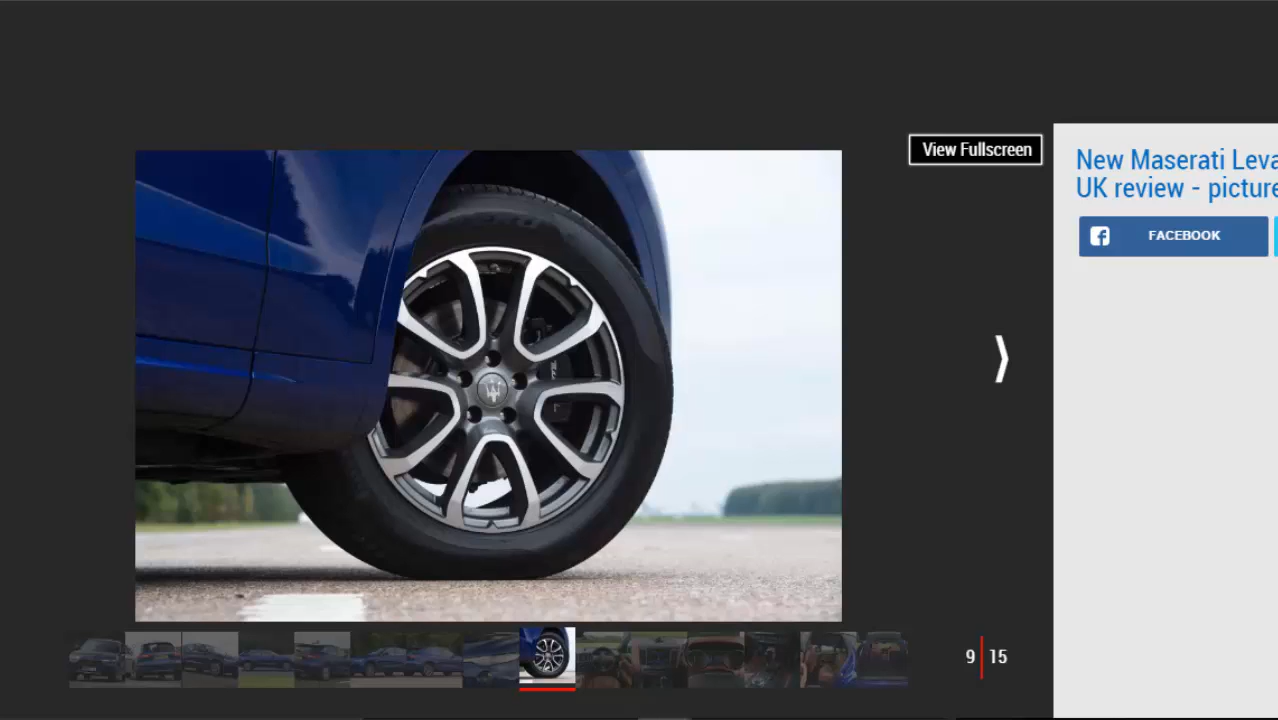 View Fullscreen
New Maserati Leva
UK review - picture
FACEBOOK
9 15